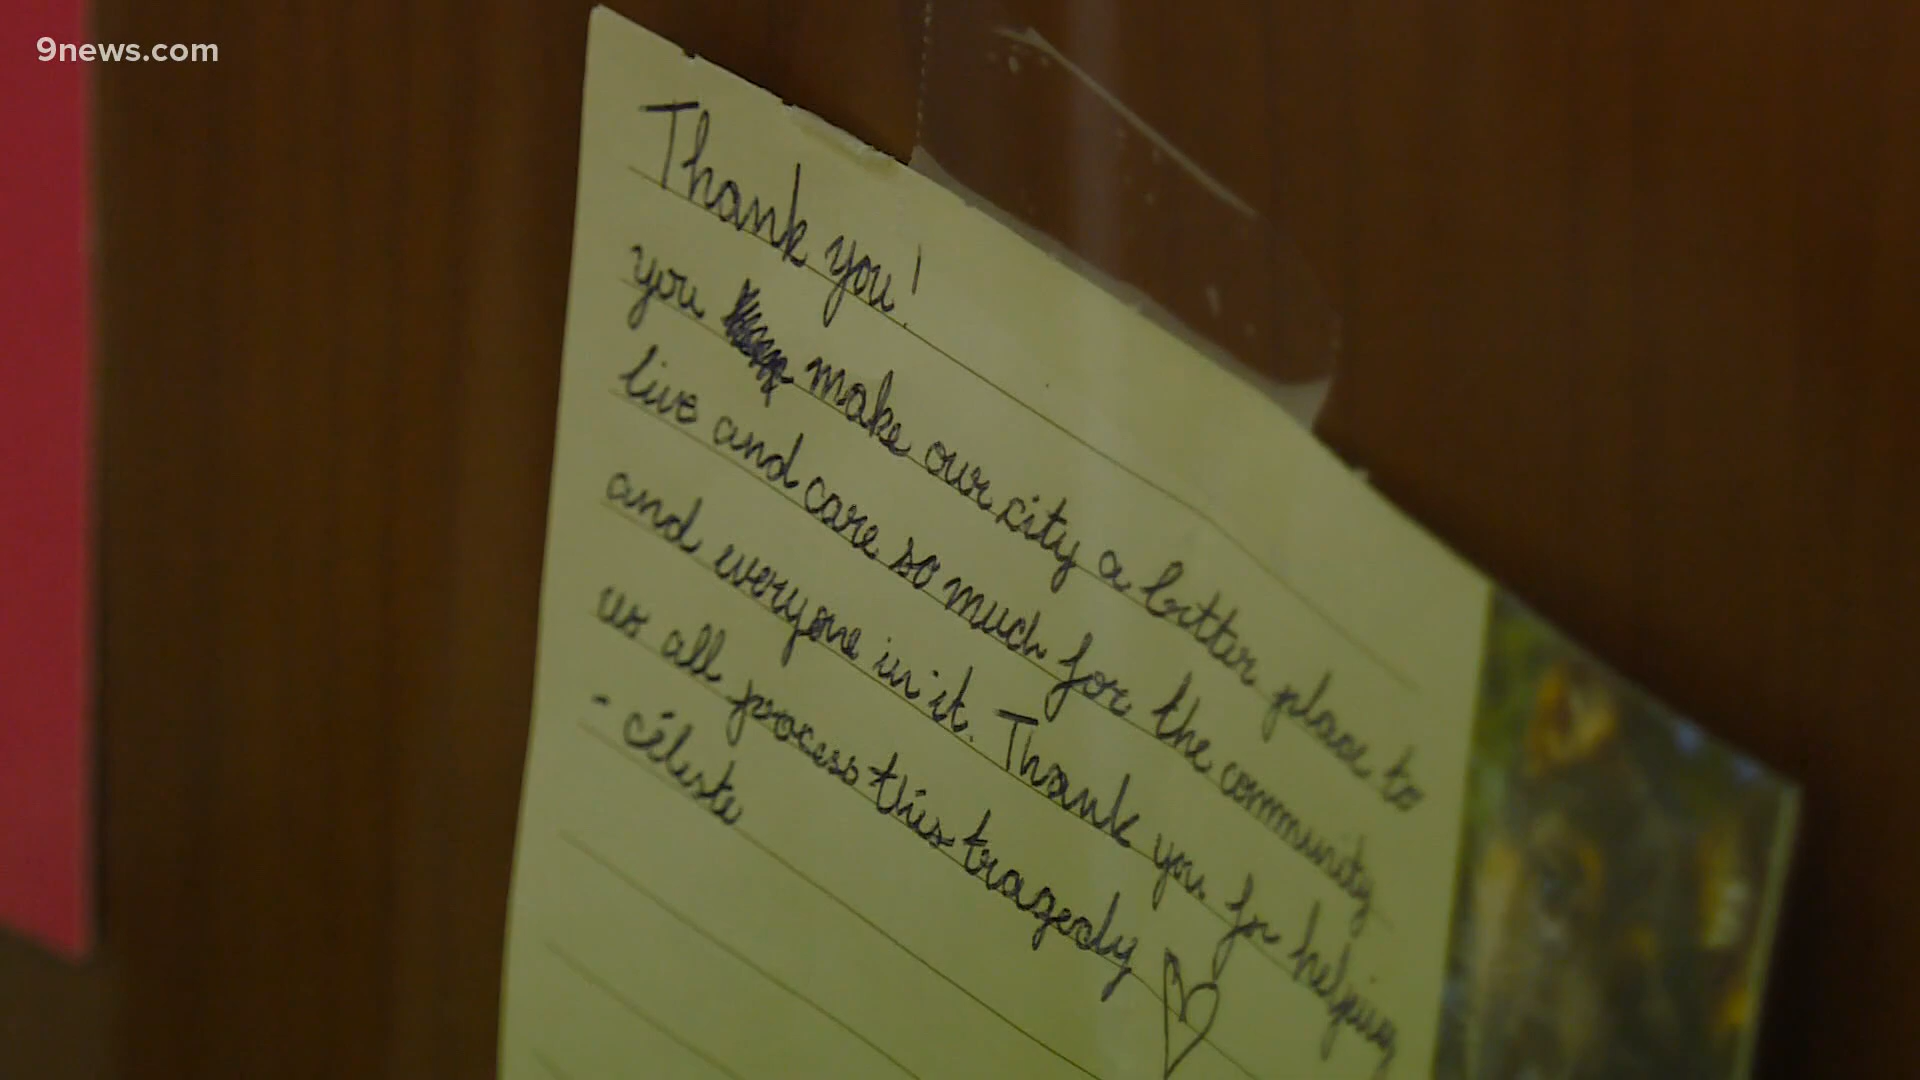 9news.com
Thank you!
you make our city a better place to
live and care so much for the community
and everyone in it. Thank you for helping
us all process this tragedy
- céleste